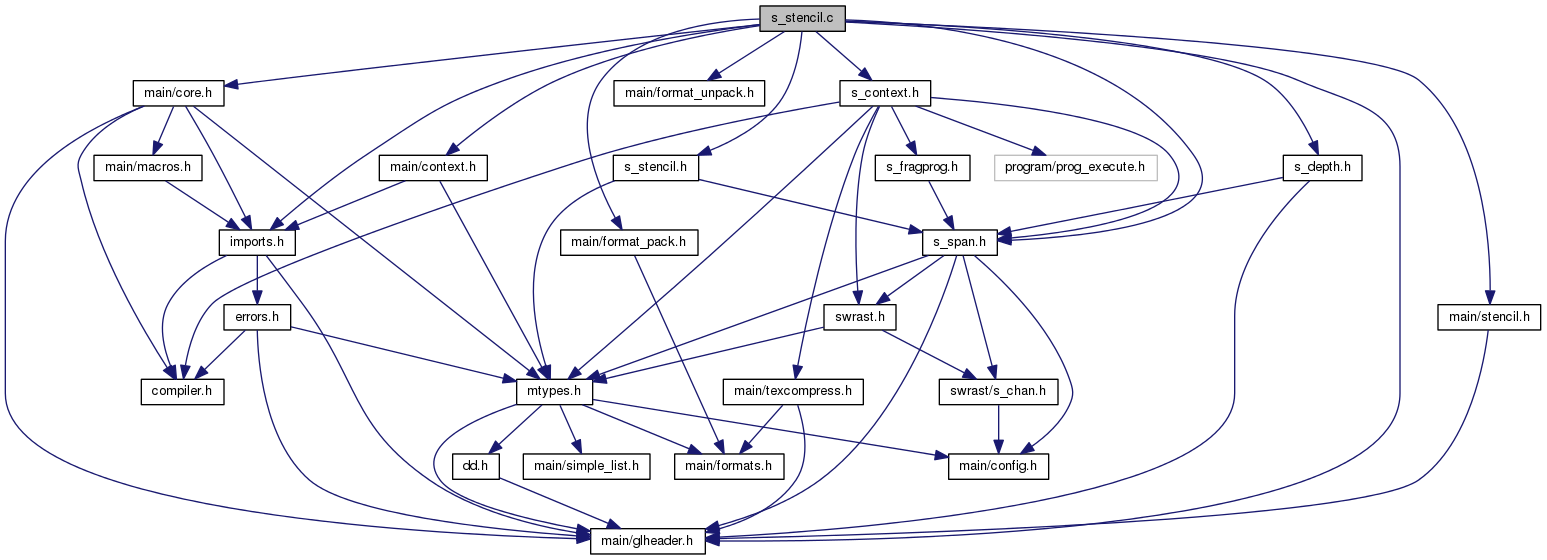 s_stencil.c
main/core.h
main/format_unpack.h
s_context.h
main/macros.h
main/context.h
s_stencil.h
s_fragprog.h
program/prog_execute.h
s_depth.h
imports.h
main/format_pack.h
s_span.h
errors.h
swrast.h
main/stencil.h
compiler.h
mtypes.h
main/texcompress.h
swrast/s_chan.h
dd.h
main/simple_list.h
main/formats.h
main/config.h
main/glheader.h